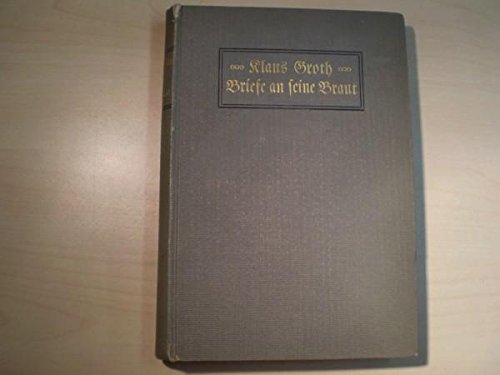 Klaus Groth
Briefe an seine Braut